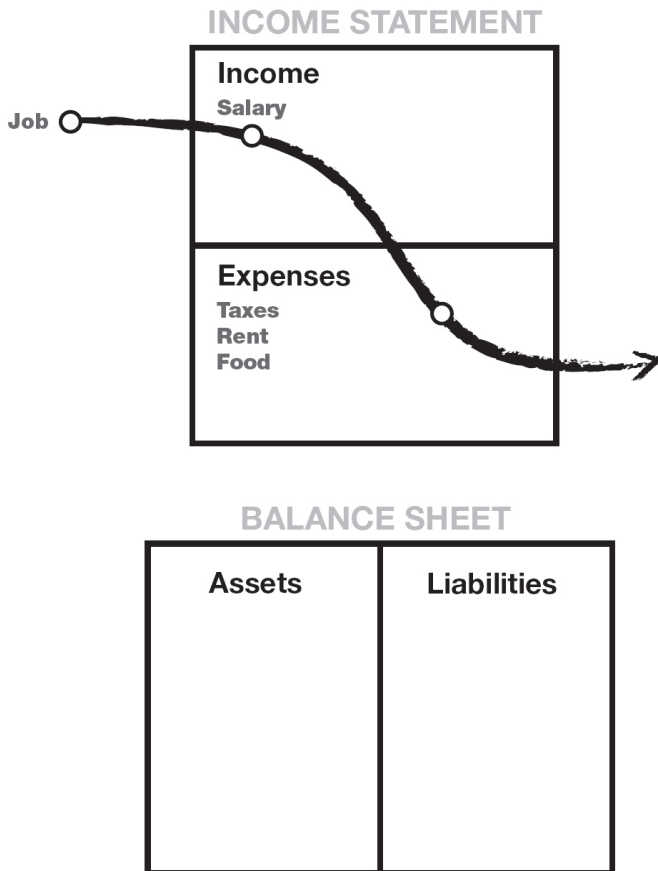 INCOME STATEMENT
Income
Salary
Job
Expenses
Taxes
Rent
Food
BALANCE SHEET
Assets
Liabilities